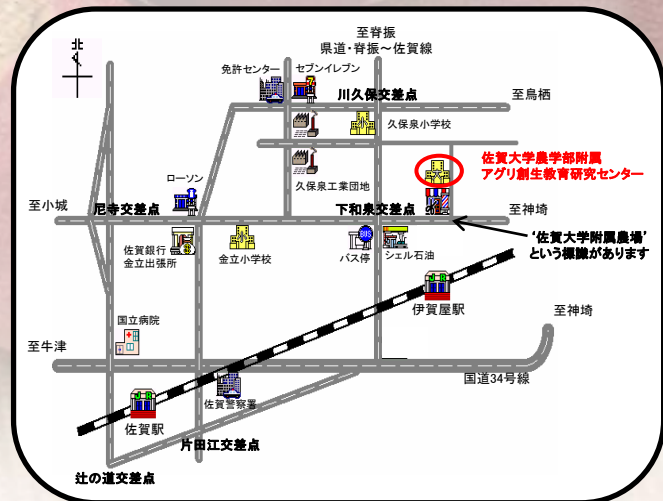 北
至脊振
県道・脊振～佐賀線
免許センター
セブンイレブン
川久保交差点
至鳥栖
久保泉小学校
佐賀大学農学部附属
アグリ創生教育研究センター
ローソン
久保泉工業団地
至小城
尼寺交差点
下和泉交差点
至神埼
‘佐賀大学附属農場’
という標識があります
佐賀銀行
金立出張所
金立小学校
BUS
バス停
シェル石油
伊賀屋駅
至神埼
国立病院
至牛津
国道34号線
佐賀警察署
佐賀駅
片田江交差点
辻の道交差点